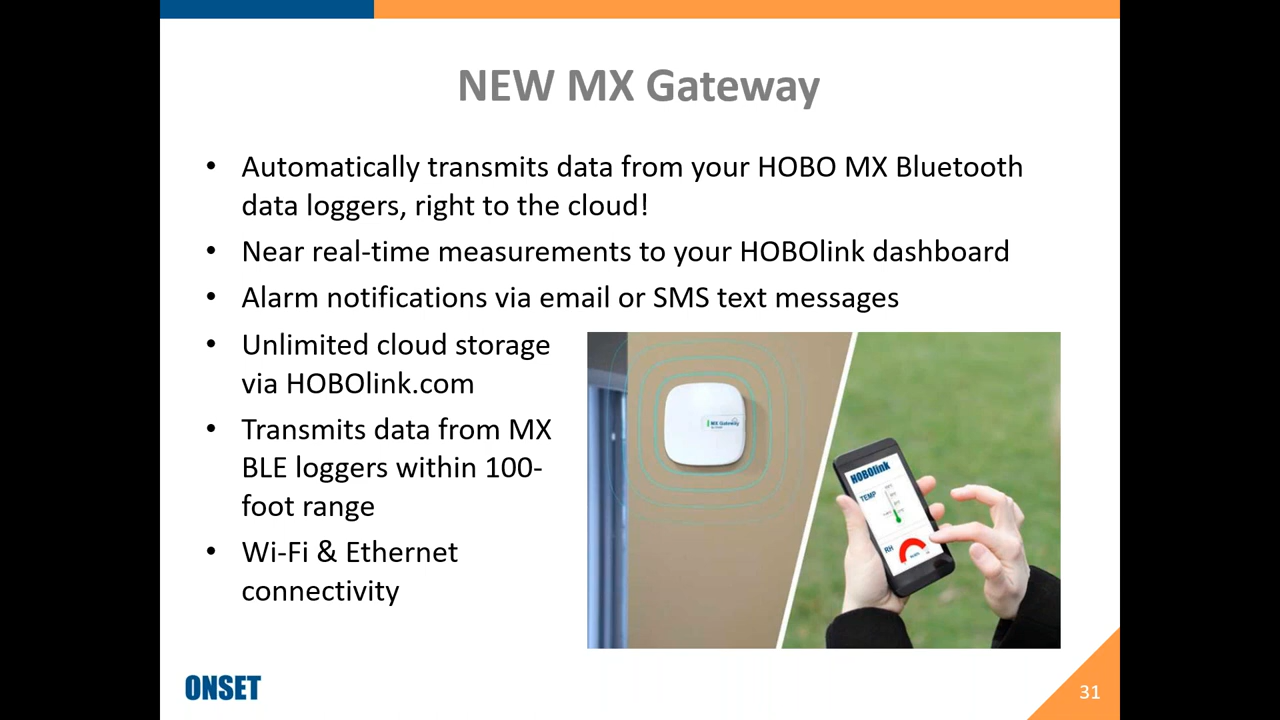 NEW MX Gateway
• Automatically transmits data from your HOBO MX Bluetooth
data loggers, right to the cloud!
• Near real-time measurements to your HOBOlink dashboard
• Alarm notifications via email or SMS text messages
• Unlimited cloud storage
via HOBOlink.com
• Transmits data from MX
BLE loggers within 100-
foot range
• Wi-Fi & Ethernet
connectivity
MX Gateway
HOBOlink
TEMP
RH
ONSET
31